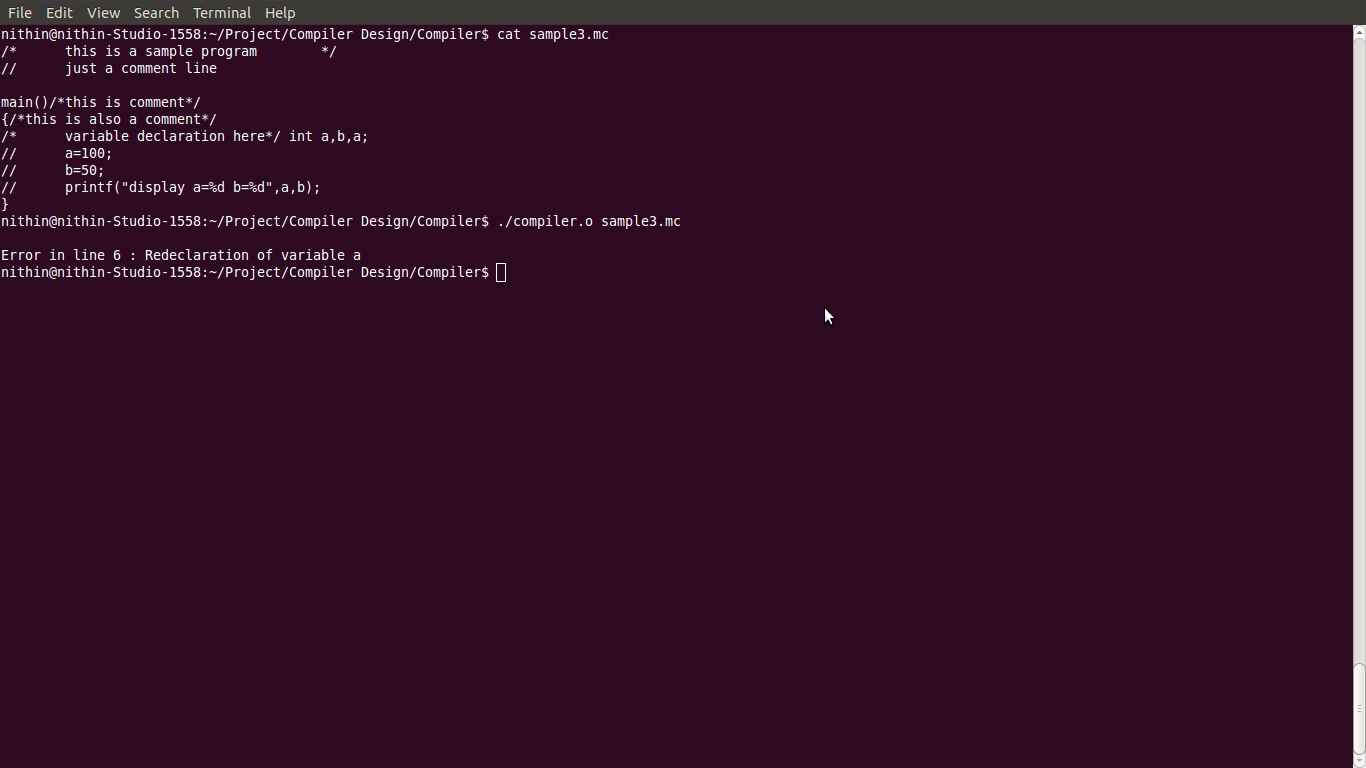 File Edit View Search Terminal Help
nithin@nithin-Studio-1558:~/Project/Compiler Design/Compiler$ cat sample3.mc
/*      this is a sample program        */
//      just a comment line

main()/*this is comment*/
{/*this is also a comment*/
/*      variable declaration here*/ int a,b,a;
//      a=100;
//      b=50;
//      printf("display a=%d b=%d",a,b);
}
nithin@nithin-Studio-1558:~/Project/Compiler Design/Compiler$ ./compiler.o sample3.mc

Error in line 6 : Redeclaration of variable a
nithin@nithin-Studio-1558:~/Project/Compiler Design/Compiler$